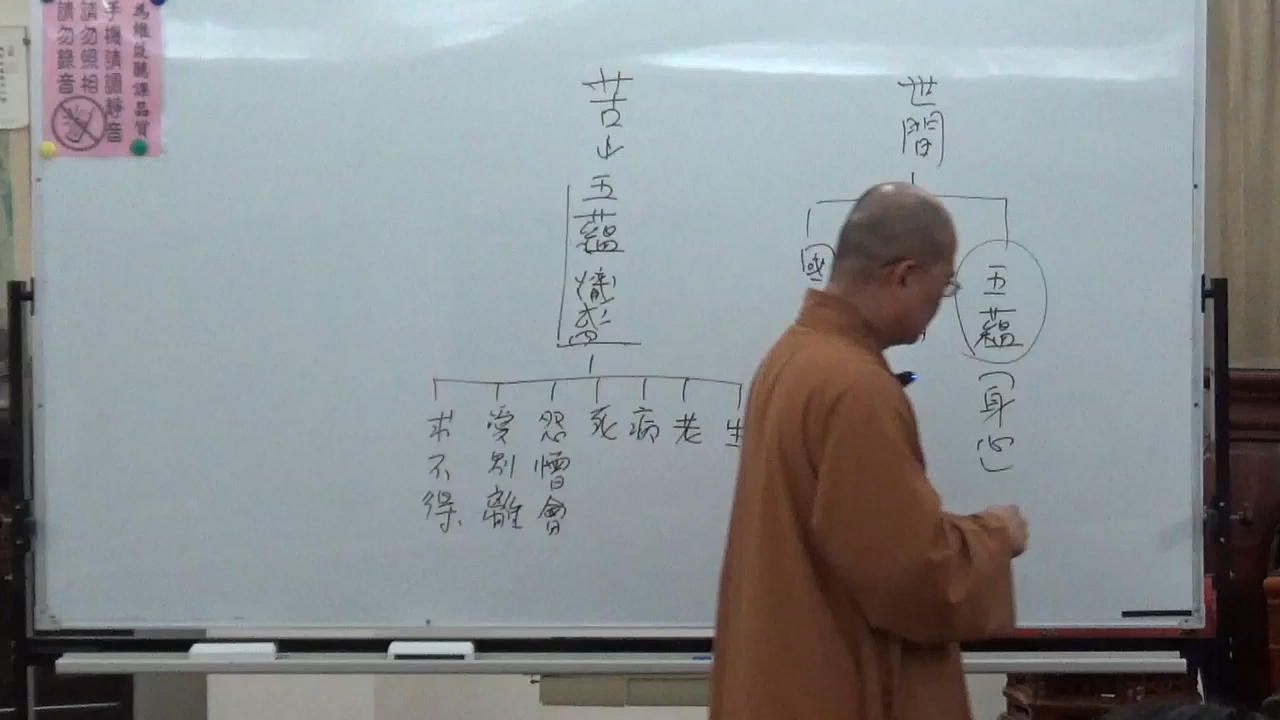 為維護聽課品質
手機請調靜音
請勿照相
請勿錄音
世間
五蘊
(身心)
國
苦
五蘊熾盛
生
老
病
死
怨憎會
愛別離
求不得